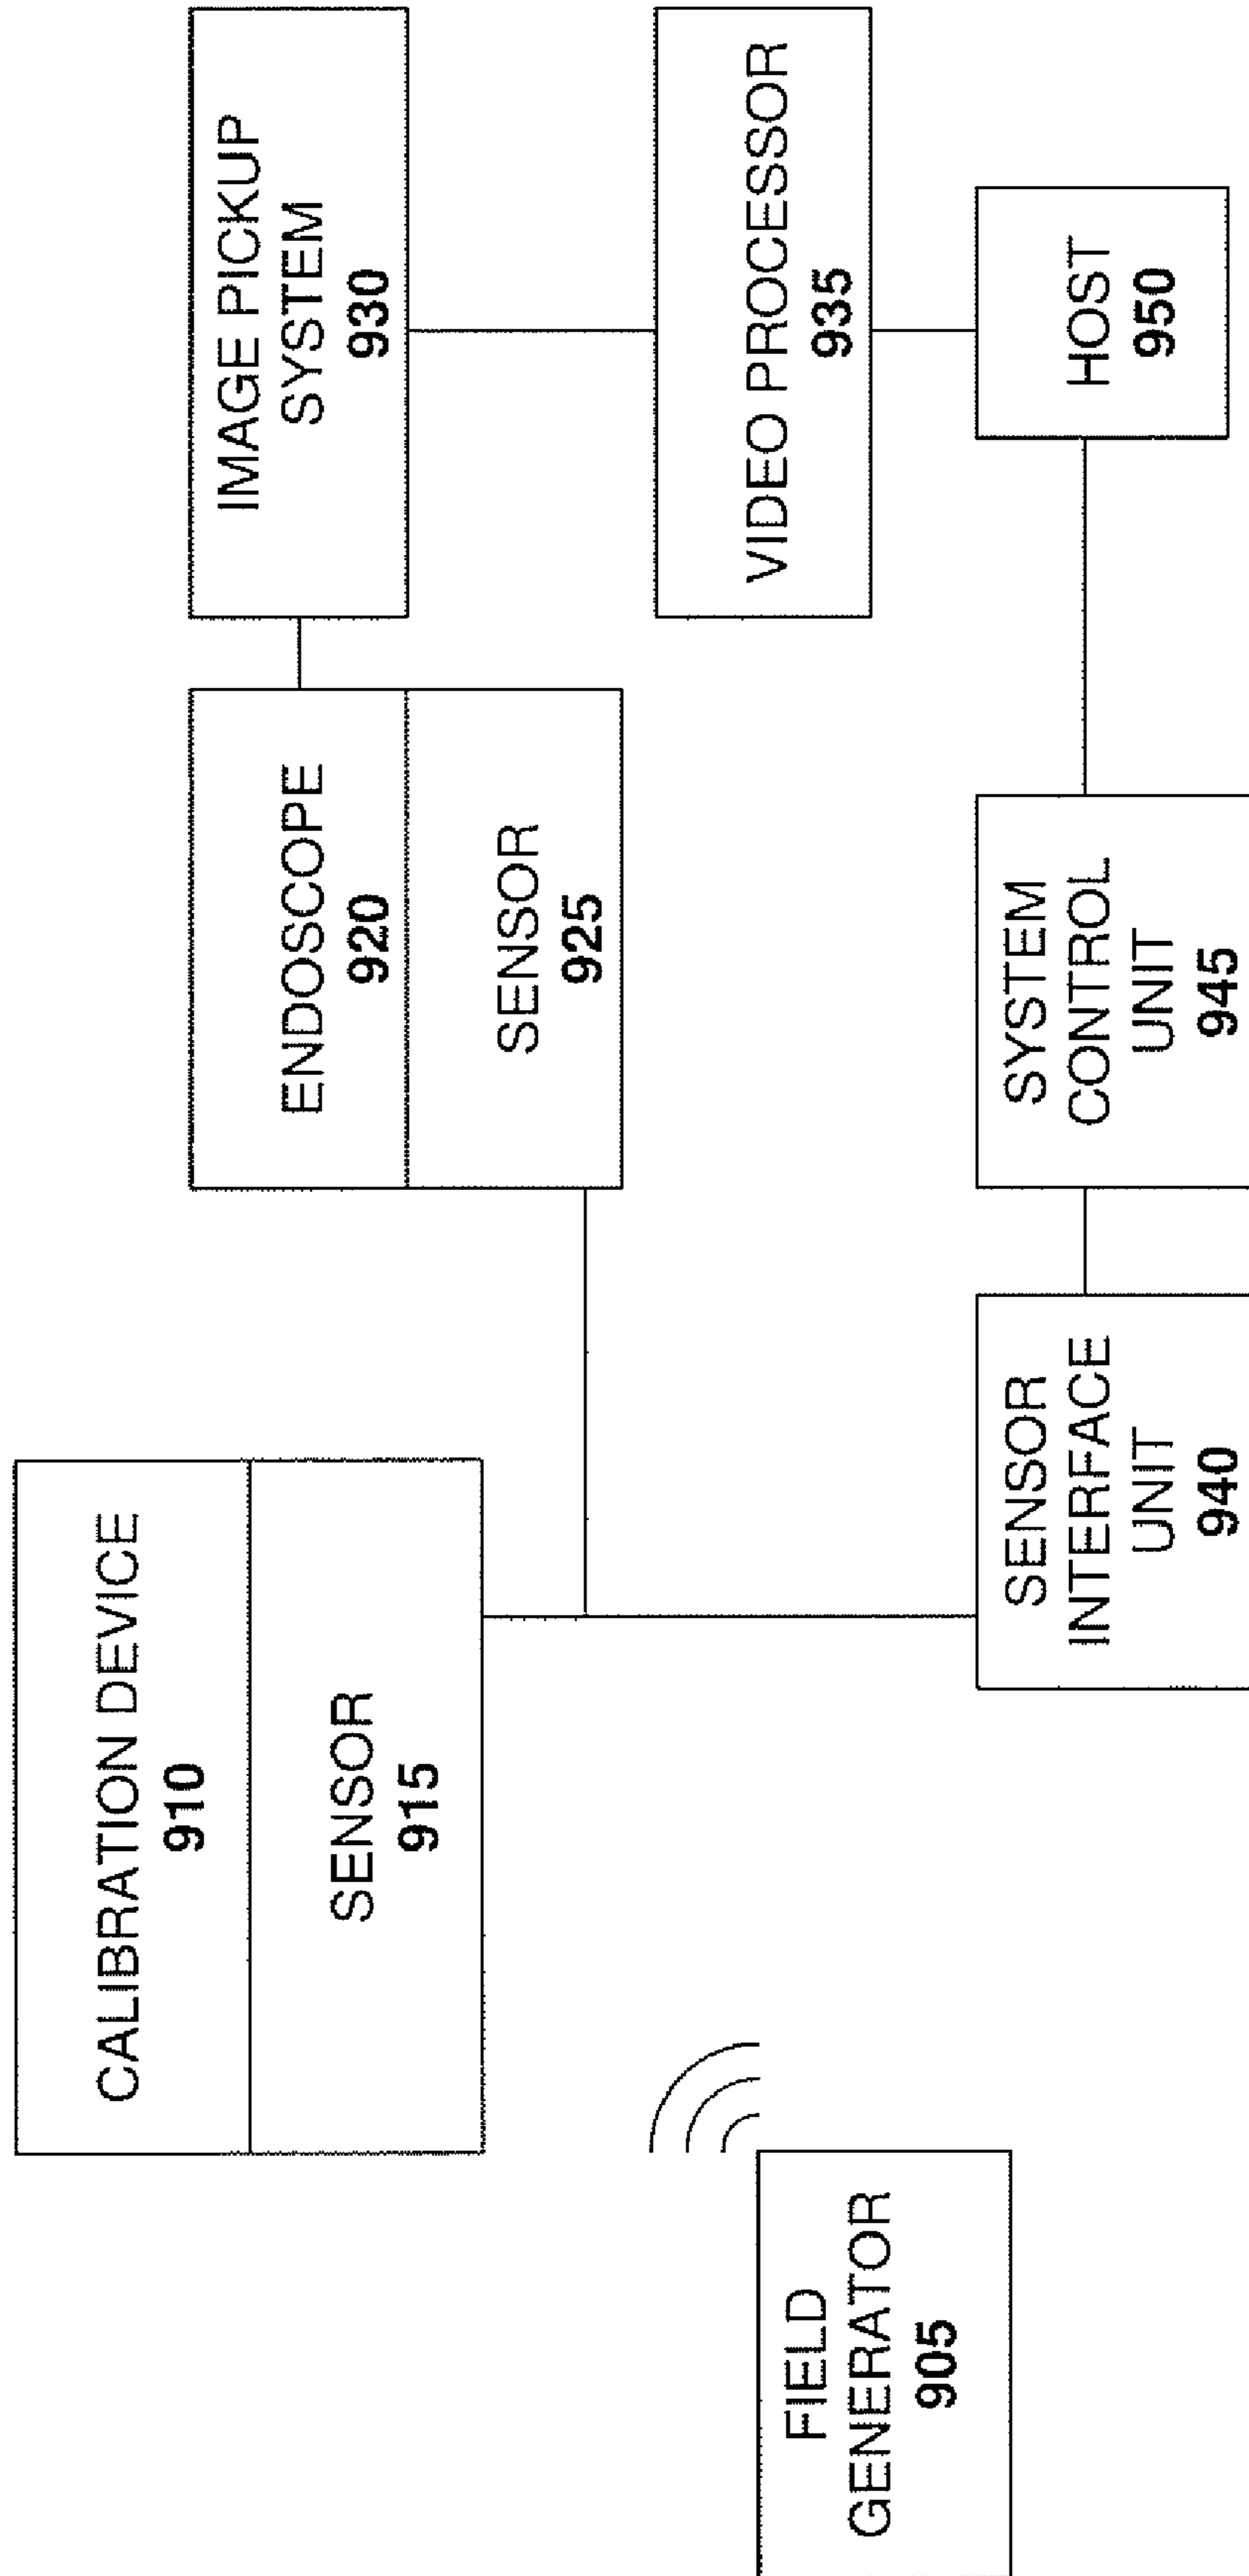 CALIBRATION DEVICE
910
SENSOR
915
ENDOSCOPE
920
SENSOR
925
IMAGE PICKUP
SYSTEM
930
VIDEO PROCESSOR
935
FIELD
GENERATOR
905
SENSOR
INTERFACE
UNIT
940
SYSTEM
CONTROL
UNIT
945
HOST
950